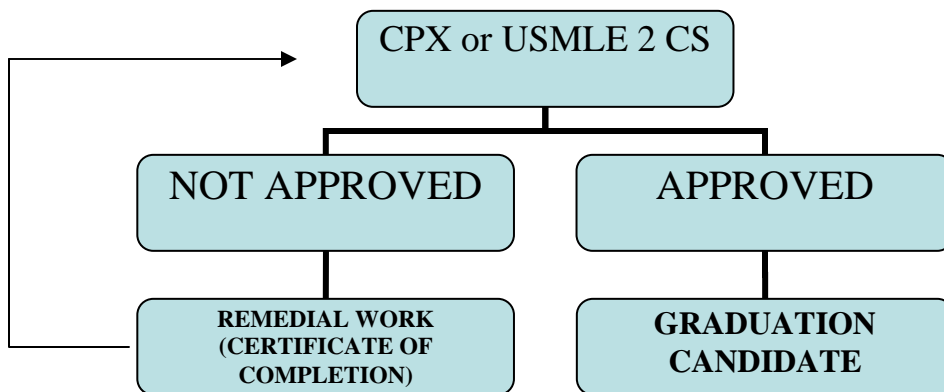 CPX or USMLE 2 CS
NOT APPROVED
APPROVED
REMEDIAL WORK
(CERTIFICATE OF
COMPLETION)
GRADUATION
CANDIDATE